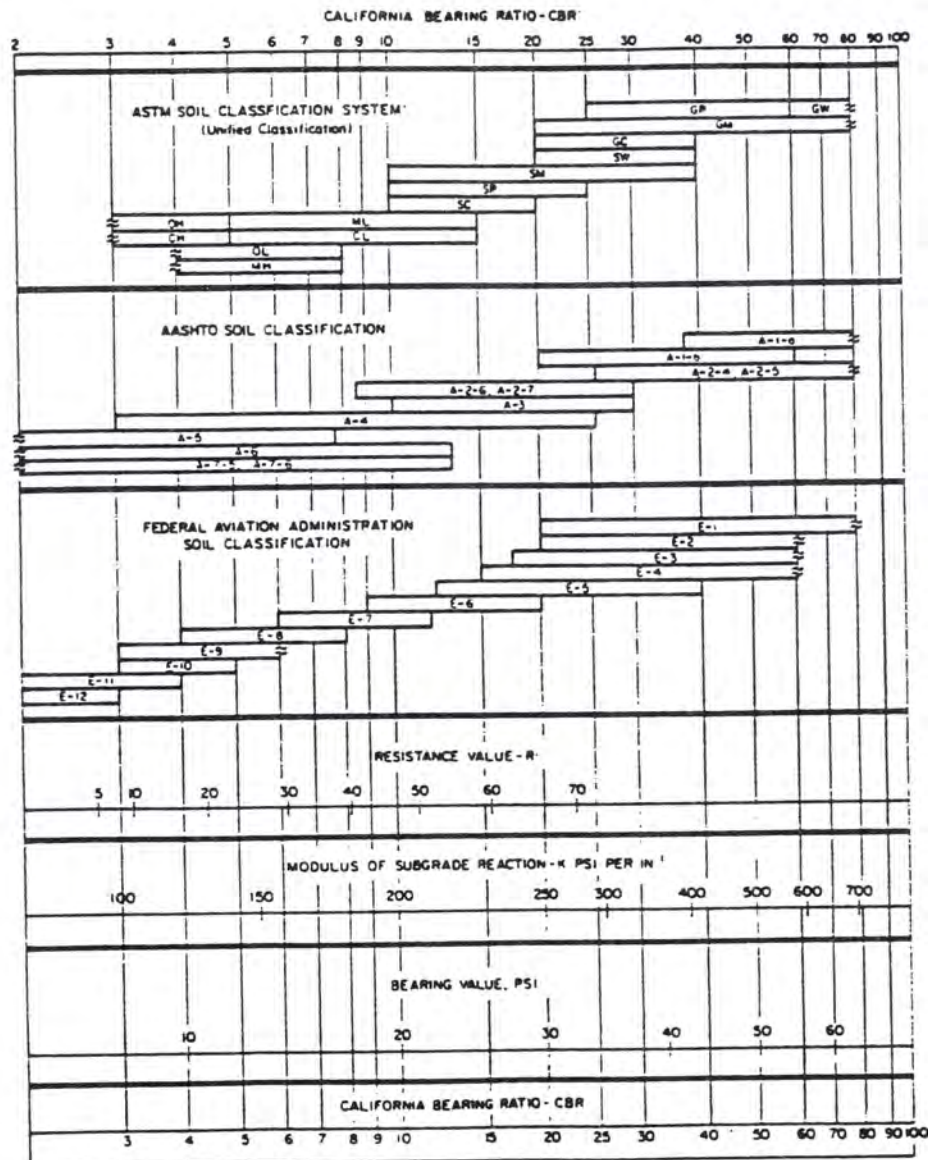 CALIFORNIA BEARING RATIO-CBR
2 3 4 5 6 7 8 9 10 15 20 25 30 40 50 60 70 80 90 100
ASTM SOIL CLASSFICATION SYSTEM
(Unified Classification)
GP GW
GM
GC
SW
SM
SP
SC
OH ML
CH CL
OL
MH
AASHTO SOIL CLASSIFICATION
A-1-a
A-1-b
A-2-4, A-2-5
A-2-6, A-2-7
A-3
A-4
A-5
A-6
A-7-5, A-7-6
FEDERAL AVIATION ADMINISTRATION
SOIL CLASSIFICATION
E-1
E-2
E-3
E-4
E-5
E-6
E-7
E-8
E-9
E-10
E-11
E-12
RESISTANCE VALUE-R
5 10 20 30 40 50 60 70
MODULUS OF SUBGRADE REACTION-K PSI PER IN
100 150 200 250 300 400 500 600 700
BEARING VALUE, PSI
10 20 30 40 50 60
CALIFORNIA BEARING RATIO-CBR
3 4 5 6 7 8 9 10 15 20 25 30 40 50 60 70 80 90 100